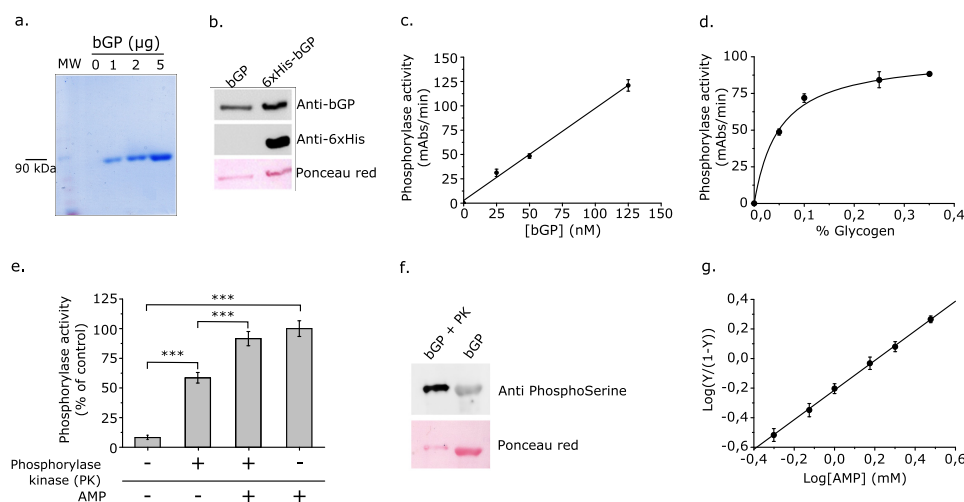 a.
bGP (µg)
MW 0 1 2 5
90 kDa
b.
bGP 6xHis-bGP
Anti-bGP
Anti-6xHis
Ponceau red
c.
Phosphorylase activity
(mAbs/min)
150
125
100
75
50
25
0
0 25 50 75 100 125 150
[bGP] (nM)
d.
Phosphorylase activity
(mAbs/min)
100
75
50
25
0
0,0 0,1 0,2 0,3 0,4
% Glycogen
e.
Phosphorylase activity
(% of control)
125
100
75
50
25
0
***
***
***
Phosphorylase
kinase (PK) - + + -
AMP - - + +
f.
bGP + PK bGP
Anti PhosphoSerine
Ponceau red
g.
Log(Y/(1-Y))
0,4
0,2
0,0
-0,2
-0,4
-0,6
-0,4 -0,2 0,0 0,2 0,4 0,6
Log[AMP] (mM)